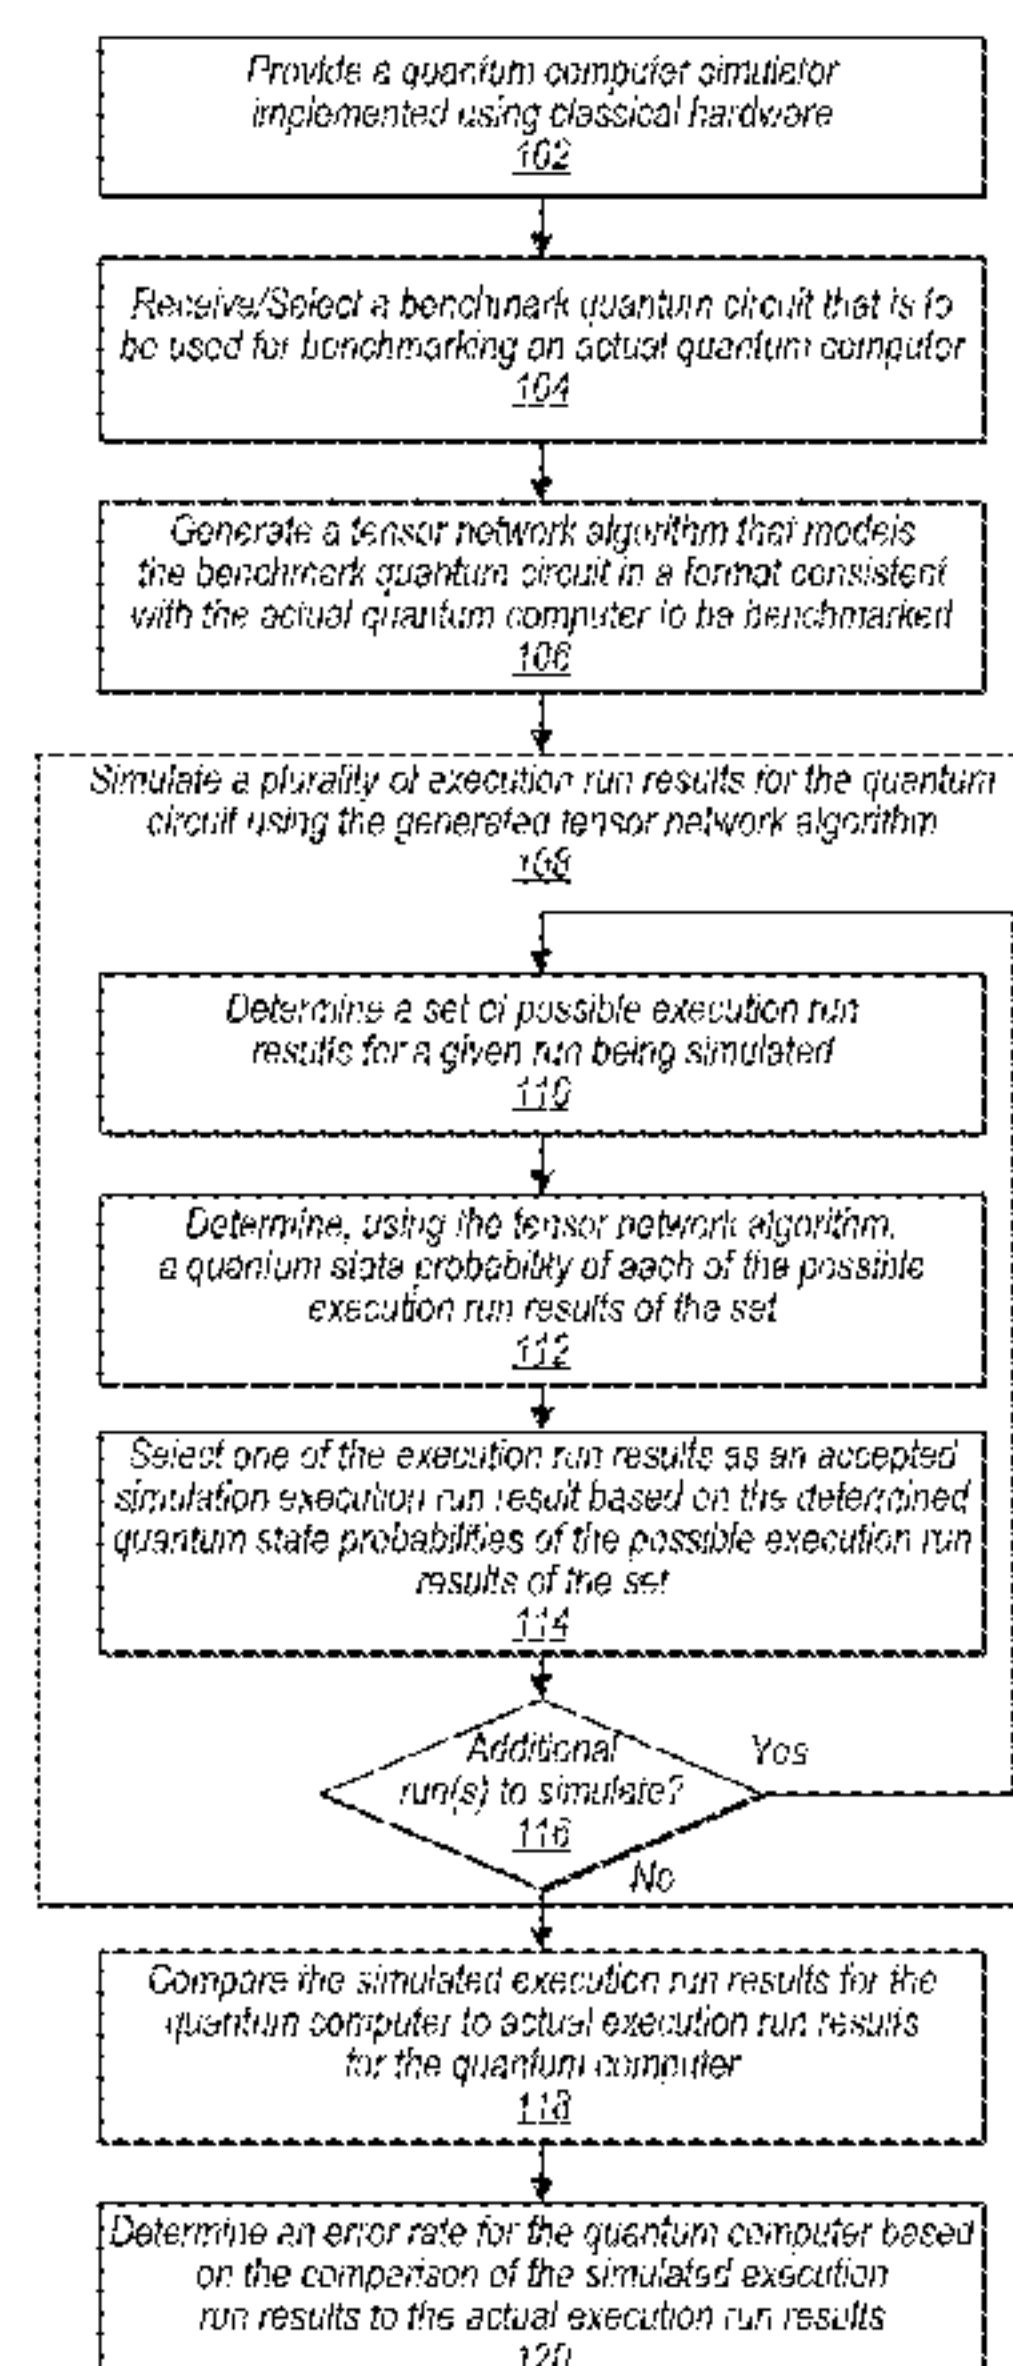 Provide a quantum computer simulator
implemented using classical hardware
102
Receive/Select a benchmark quantum circuit that is to
be used for benchmarking an actual quantum computer
104
Generate a tensor network algorithm that models
the benchmark quantum circuit in a format consistent
with the actual quantum computer to be benchmarked
106
Simulate a plurality of execution run results for the quantum
circuit using the generated tensor network algorithm
108
Determine a set of possible execution run
results for a given run being simulated
110
Determine, using the tensor network algorithm,
a quantum state probability of each of the possible
execution run results of the set
112
Select one of the execution run results as an accepted
simulation execution run result based on the determined
quantum state probabilities of the possible execution run
results of the set
114
Additional
run(s) to simulate?
116
Yes
No
Compare the simulated execution run results for the
quantum computer to actual execution run results
for the quantum computer
118
Determine an error rate for the quantum computer based
on the comparison of the simulated execution
run results to the actual execution run results
120